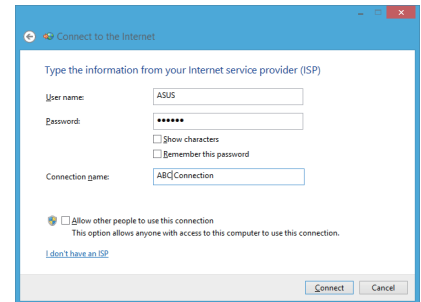 Connect to the Internet
Type the information from your Internet service provider (ISP)
User name: ASUS
Password: ••••••
Show characters
Remember this password
Connection name: ABC Connection
Allow other people to use this connection
This option allows anyone with access to this computer to use this connection.
I don't have an ISP
Connect Cancel